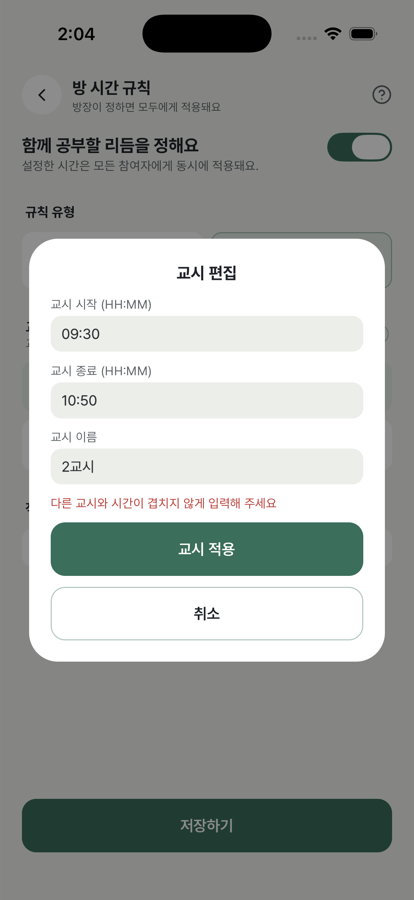 2:04
방 시간 규칙
방장이 정하면 모두에게 적용돼요
함께 공부할 리듬을 정해요
설정한 시간은 모든 참여자에게 동시에 적용돼요.
규칙 유형
교시 편집
교시 시작 (HH:MM)
09:30
교시 종료 (HH:MM)
10:50
교시 이름
2교시
다른 교시와 시간이 겹치지 않게 입력해 주세요
교시 적용
취소
저장하기